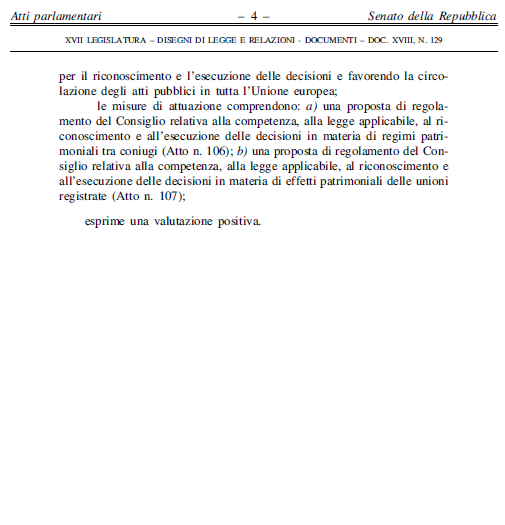 Atti parlamentari – 4 – Senato della Repubblica
XVII LEGISLATURA – DISEGNI DI LEGGE E RELAZIONI - DOCUMENTI – DOC. XVIII, N. 129
per il riconoscimento e l'esecuzione delle decisioni e favorendo la circo-
lazione degli atti pubblici in tutta l'Unione europea;
le misure di attuazione comprendono: a) una proposta di regola-
mento del Consiglio relativa alla competenza, alla legge applicabile, al ri-
conoscimento e all'esecuzione delle decisioni in materia di regimi patri-
moniali tra coniugi (Atto n. 106); b) una proposta di regolamento del Con-
siglio relativa alla competenza, alla legge applicabile, al riconoscimento e
all'esecuzione delle decisioni in materia di effetti patrimoniali delle unioni
registrate (Atto n. 107);
esprime una valutazione positiva.